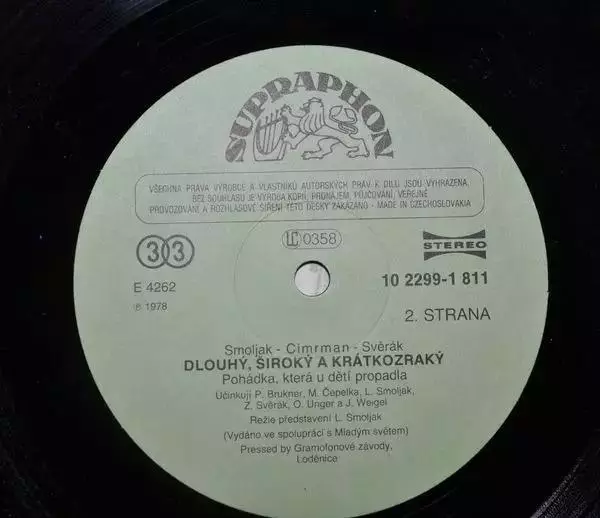 SUPRAPHON
VŠECHNA PRÁVA VÝROBCE A VLASTNÍKŮ AUTORSKÝCH PRÁV K DÍLU JSOU VYHRAZENA,
BEZ SOUHLASU JE VÝROBA KOPIÍ, PRONÁJEM, PŮJČOVÁNÍ, VEŘEJNÉ
PROVOZOVÁNÍ A ROZHLASOVÉ ŠÍŘENÍ TÉTO DESKY ZAKÁZÁNO - MADE IN CZECHOSLOVAKIA
33
LC 0358
STEREO
E 4262
10 2299-1 811
℗ 1978
2. STRANA
Smoljak - Cimrman - Svěrák
DLOUHÝ, ŠIROKÝ A KRÁTKOZRAKÝ
Pohádka, která u dětí propadla
Účinkují P. Brukner, M. Čepelka, L. Smoljak,
Z. Svěrák, O. Unger a J. Weigel
Režie představení L. Smoljak
(Vydáno ve spolupráci s Mladým světem)
Pressed by Gramofonové závody,
Loděnice